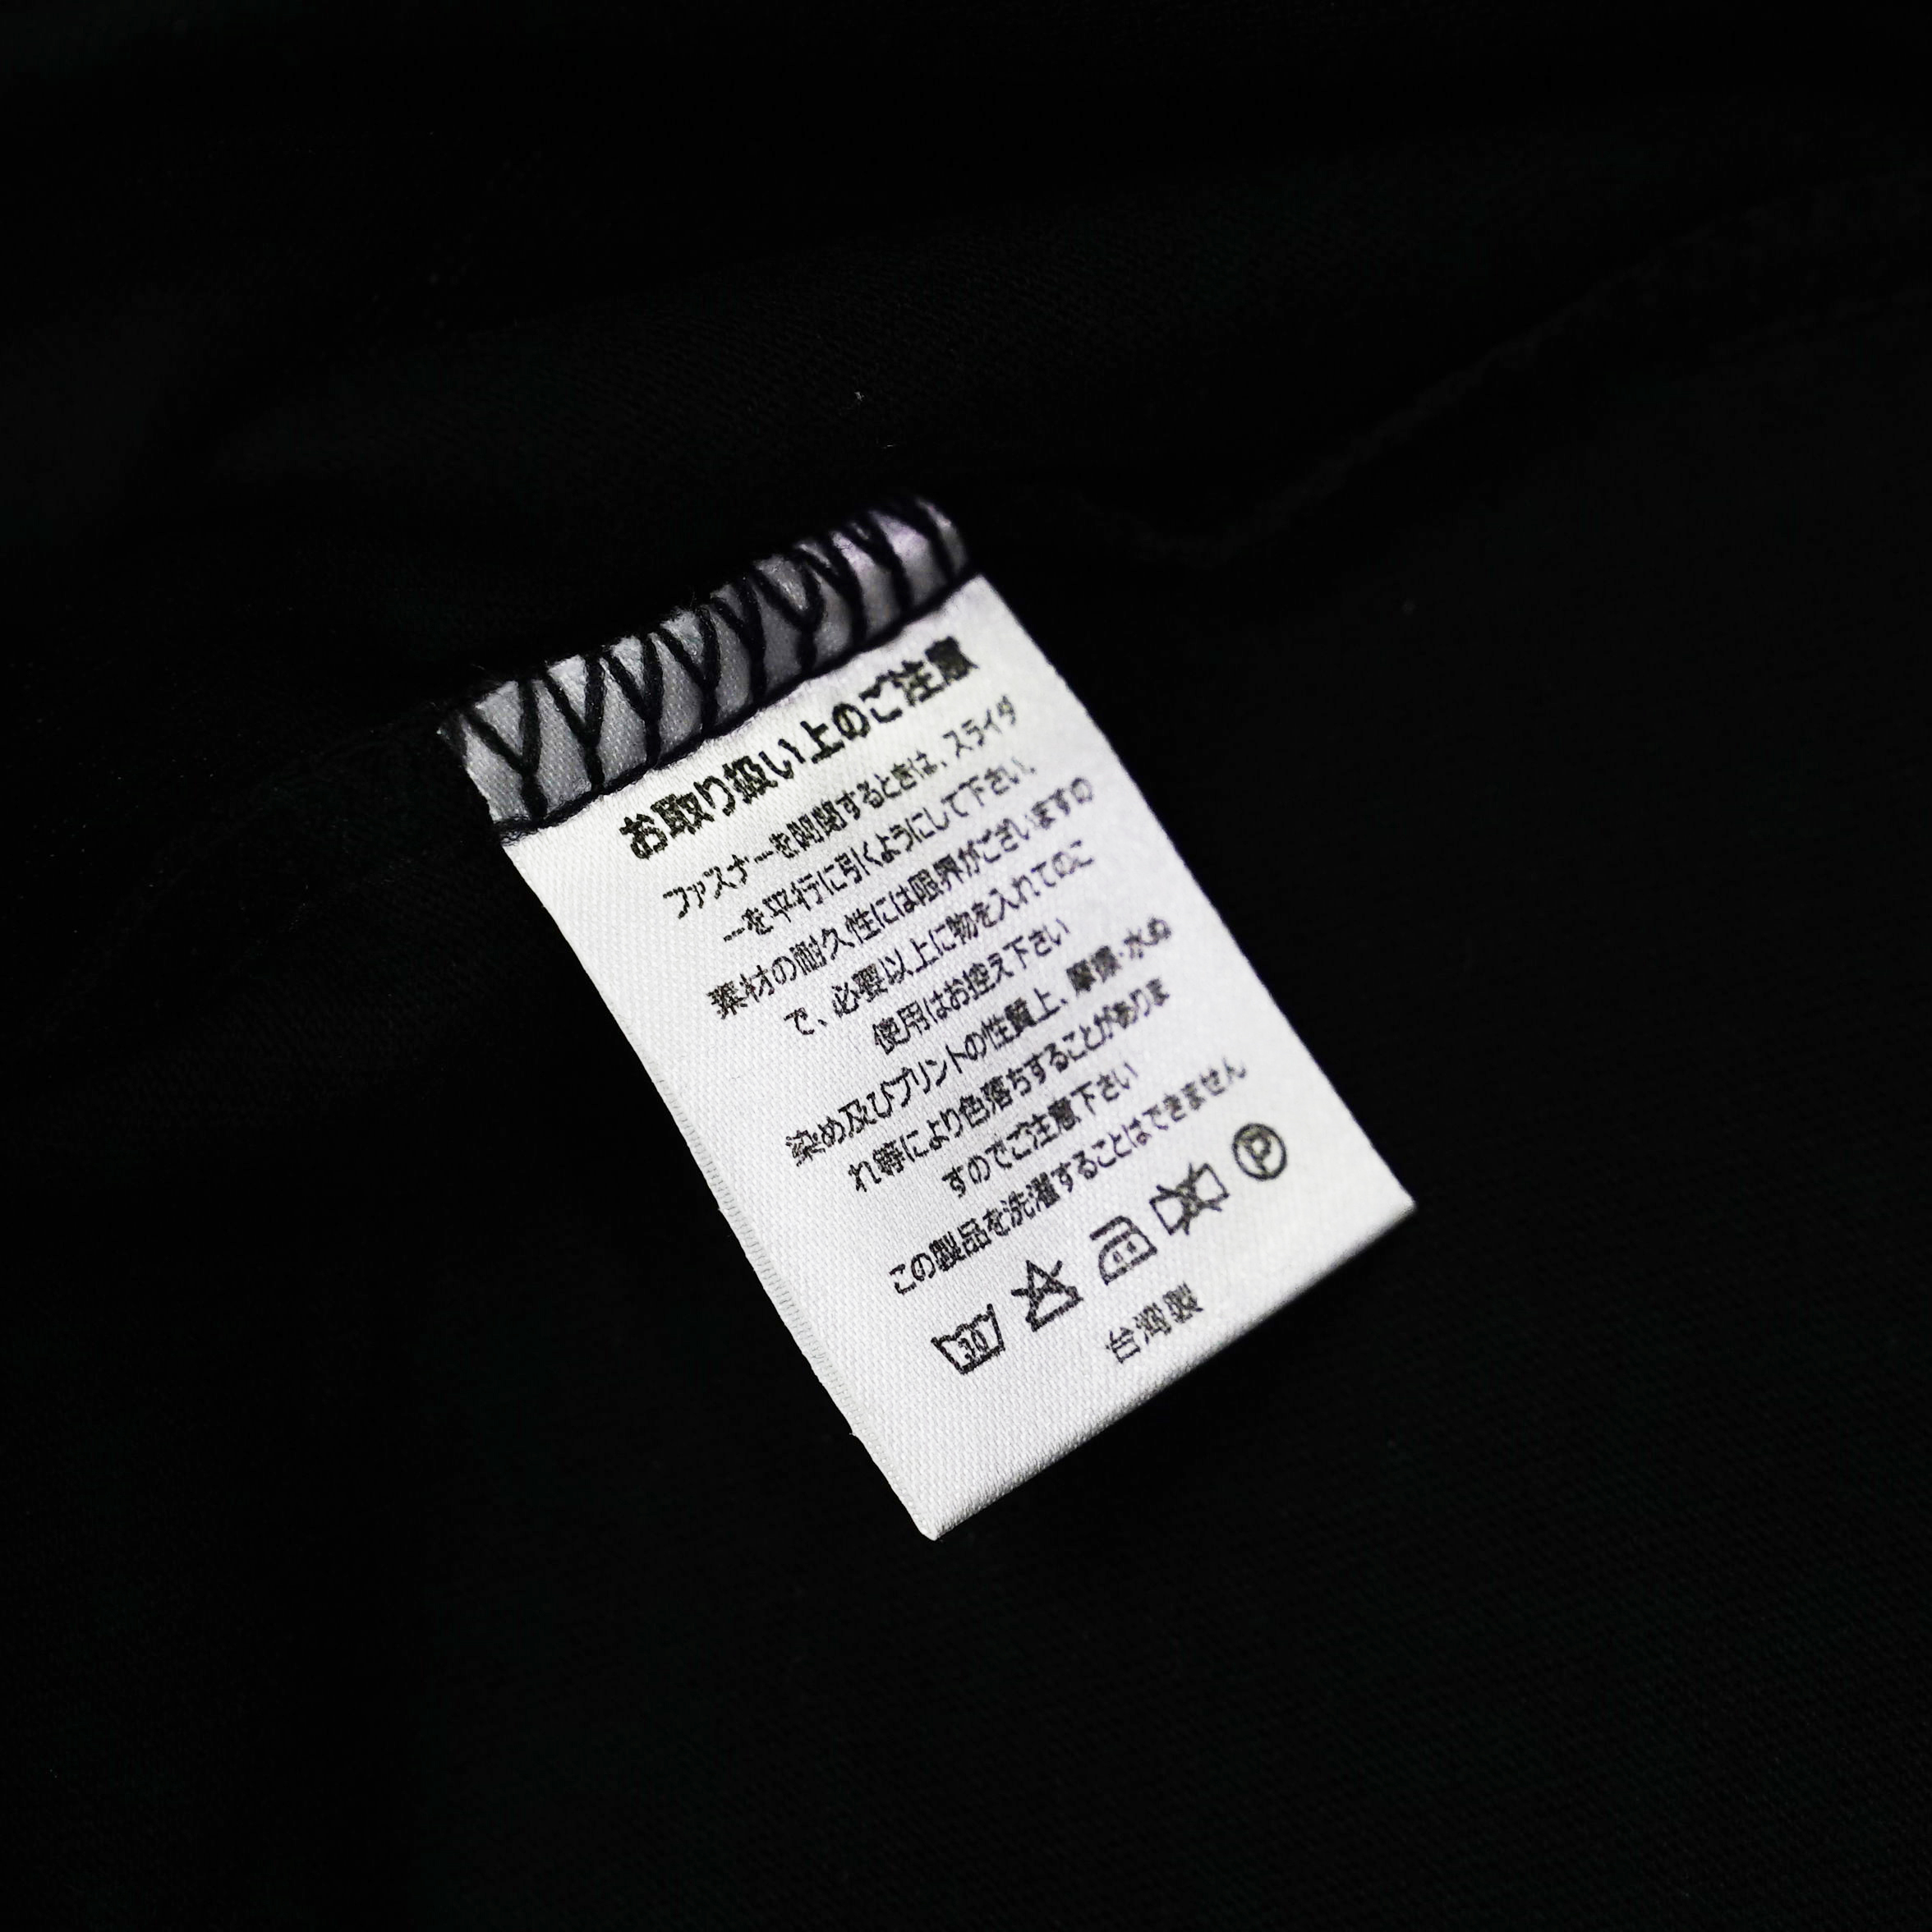 お取り扱い上のご注意
ファスナーを開閉するときは、スライダ
ーを平行に引くようにして下さい。
素材の耐久性には限界がございますの
で、必要以上に物を入れてのご
使用はお控え下さい
染め及びプリントの性質上、摩擦・水ぬ
れ等により色落ちすることがありま
すのでご注意下さい
この製品を洗濯することはできません
30 P
台湾製